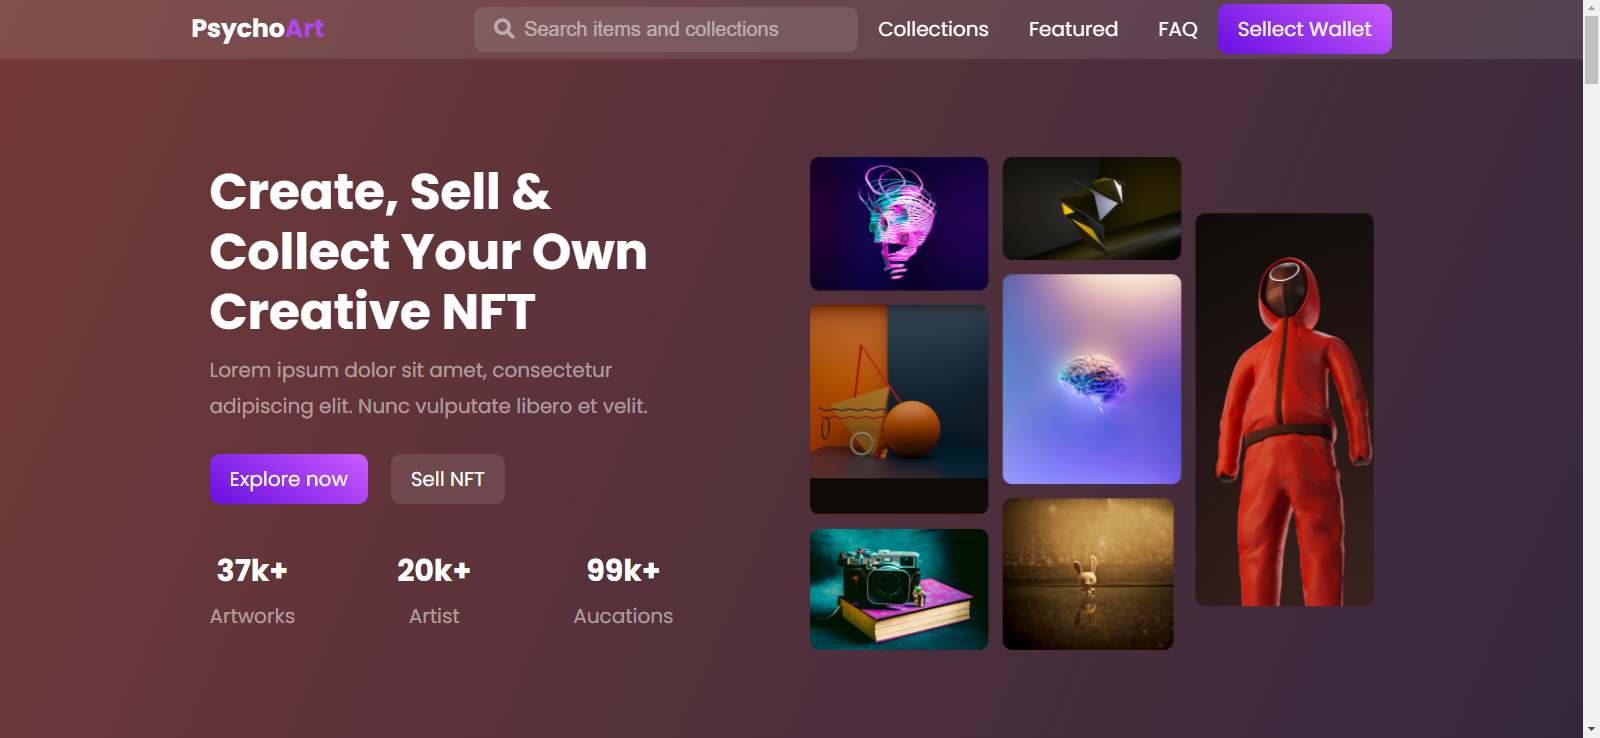 PsychoArt
Search items and collections
Collections
Featured
FAQ
Sellect Wallet
Create, Sell &
Collect Your Own
Creative NFT
Lorem ipsum dolor sit amet, consectetur
adipiscing elit. Nunc vulputate libero et velit.
Explore now
Sell NFT
37k+
Artworks
20k+
Artist
99k+
Aucations